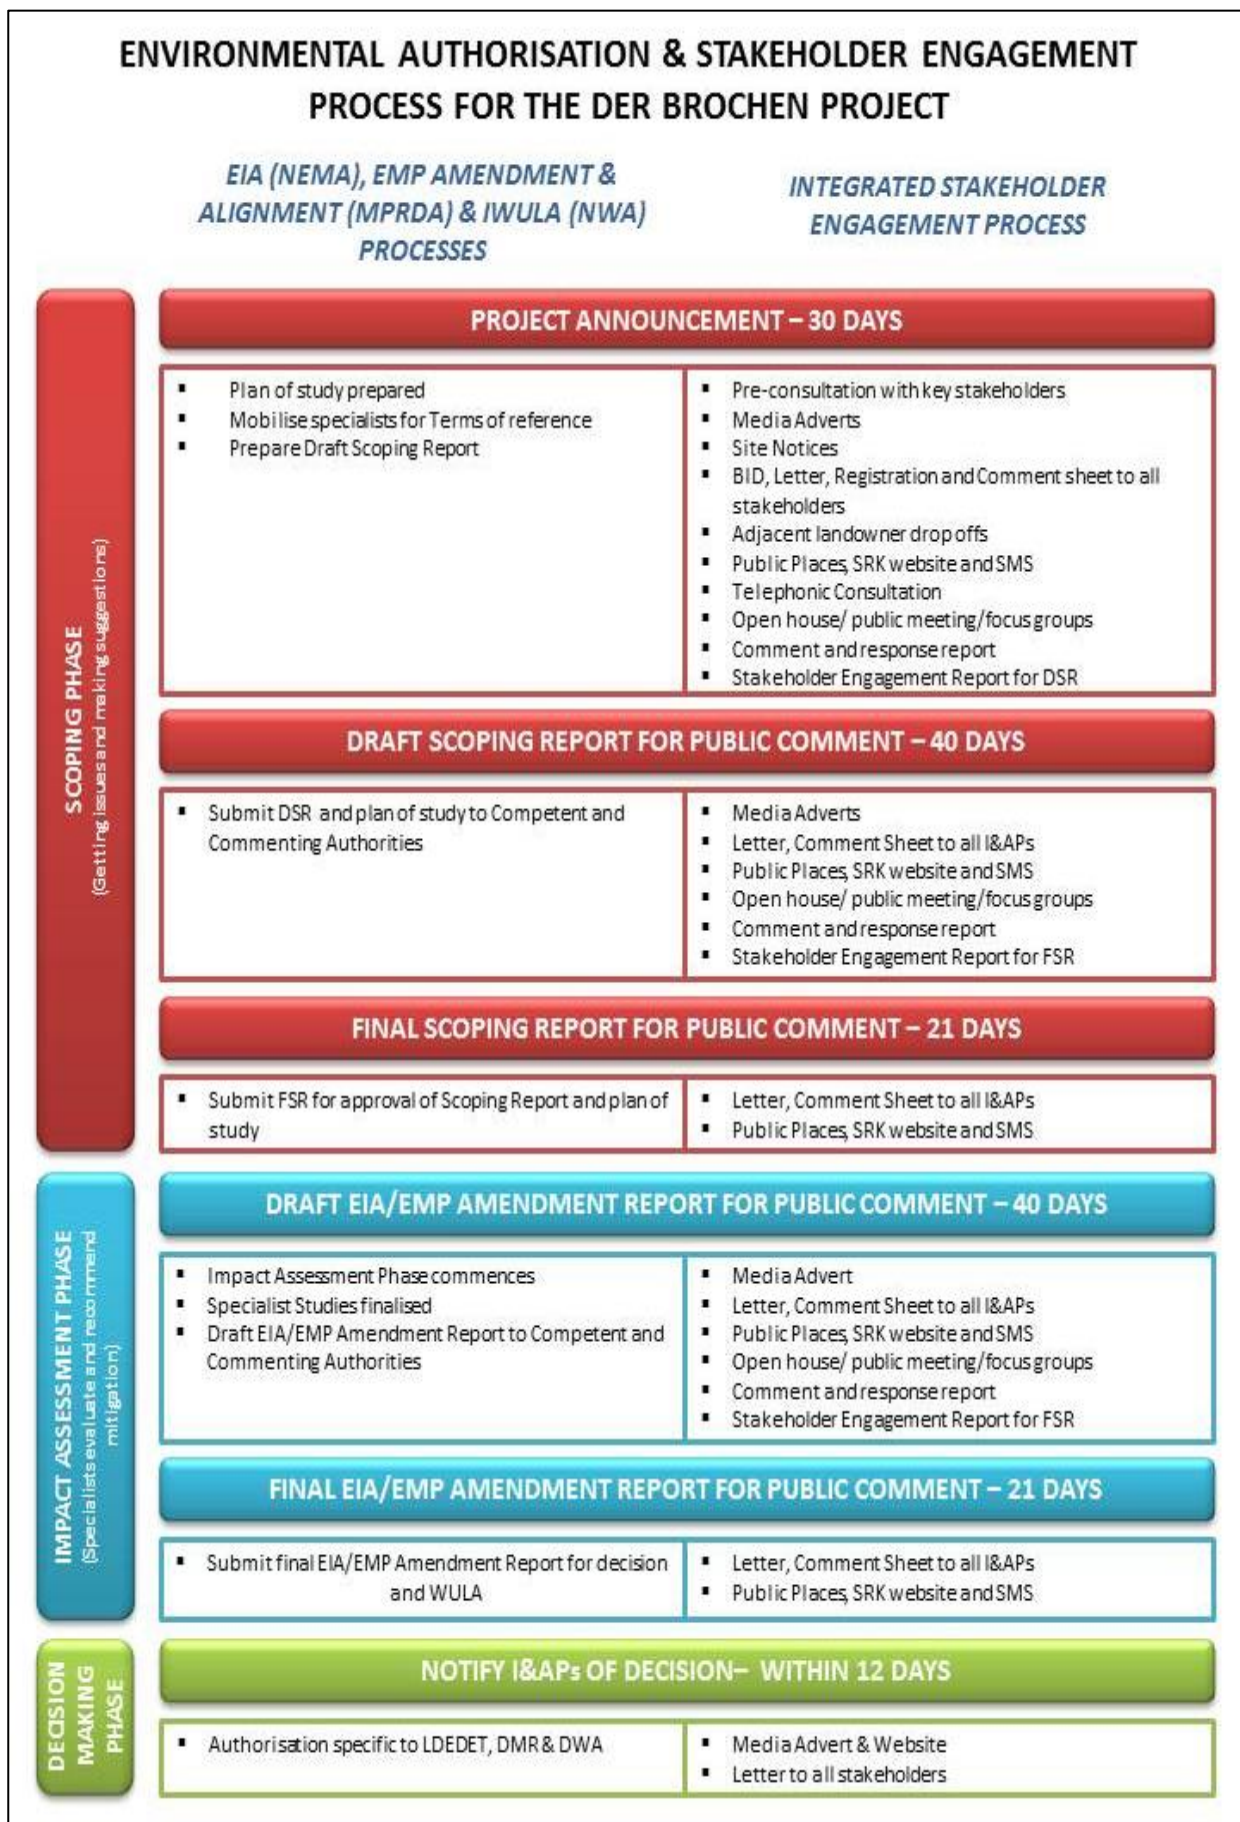 ENVIRONMENTAL AUTHORISATION & STAKEHOLDER ENGAGEMENT
PROCESS FOR THE DER BROCHEN PROJECT
EIA (NEMA), EMP AMENDMENT &
ALIGNMENT (MPRDA) & IWULA (NWA)
PROCESSES
INTEGRATED STAKEHOLDER
ENGAGEMENT PROCESS
SCOPING PHASE
(Getting issues and making suggestions)
PROJECT ANNOUNCEMENT – 30 DAYS
▪ Plan of study prepared
▪ Mobilise specialists for Terms of reference
▪ Prepare Draft Scoping Report
▪ Pre-consultation with key stakeholders
▪ Media Adverts
▪ Site Notices
▪ BID, Letter, Registration and Comment sheet to all
stakeholders
▪ Adjacent landowner drop offs
▪ Public Places, SRK website and SMS
▪ Telephonic Consultation
▪ Open house/ public meeting/focus groups
▪ Comment and response report
▪ Stakeholder Engagement Report for DSR
DRAFT SCOPING REPORT FOR PUBLIC COMMENT – 40 DAYS
▪ Submit DSR and plan of study to Competent and
Commenting Authorities
▪ Media Adverts
▪ Letter, Comment Sheet to all I&APs
▪ Public Places, SRK website and SMS
▪ Open house/ public meeting/focus groups
▪ Comment and response report
▪ Stakeholder Engagement Report for FSR
FINAL SCOPING REPORT FOR PUBLIC COMMENT – 21 DAYS
▪ Submit FSR for approval of Scoping Report and plan of
study
▪ Letter, Comment Sheet to all I&APs
▪ Public Places, SRK website and SMS
IMPACT ASSESSMENT PHASE
(Specialists evaluate and recommend
mitigation)
DRAFT EIA/EMP AMENDMENT REPORT FOR PUBLIC COMMENT – 40 DAYS
▪ Impact Assessment Phase commences
▪ Specialist Studies finalised
▪ Draft EIA/EMP Amendment Report to Competent and
Commenting Authorities
▪ Media Advert
▪ Letter, Comment Sheet to all I&APs
▪ Public Places, SRK website and SMS
▪ Open house/ public meeting/focus groups
▪ Comment and response report
▪ Stakeholder Engagement Report for FSR
FINAL EIA/EMP AMENDMENT REPORT FOR PUBLIC COMMENT – 21 DAYS
▪ Submit final EIA/EMP Amendment Report for decision
and WULA
▪ Letter, Comment Sheet to all I&APs
▪ Public Places, SRK website and SMS
DECISION
MAKING
PHASE
NOTIFY I&APs OF DECISION– WITHIN 12 DAYS
▪ Authorisation specific to LDEDET, DMR & DWA
▪ Media Advert & Website
▪ Letter to all stakeholders